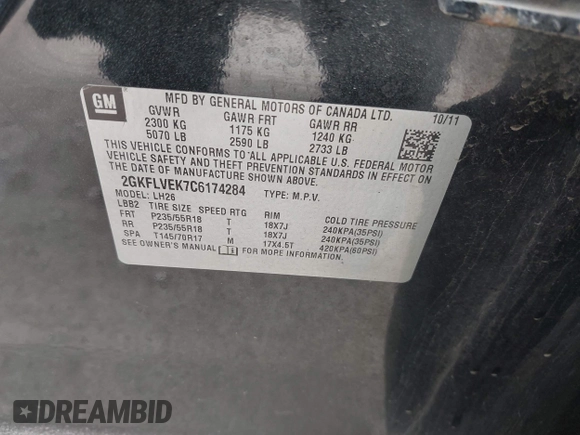 GM
MFD BY GENERAL MOTORS OF CANADA LTD. 10/11
GVWR GAWR FRT GAWR RR
2300 KG 1175 KG 1240 KG
5070 LB 2590 LB 2733 LB
THIS VEHICLE CONFORMS TO ALL APPLICABLE U.S. FEDERAL MOTOR
VEHICLE SAFETY AND THEFT PREVENTION STANDARDS IN EFFECT ON
THE DATE OF MANUFACTURE SHOWN ABOVE.
2GKFLVEK7C6174284 TYPE: M.P.V.
MODEL: LH26
LBB2 TIRE SIZE SPEED RTG RIM COLD TIRE PRESSURE
FRT P235/55R18 T 18X7J 240KPA(35PSI)
RR P235/55R18 T 18X7J 240KPA(35PSI)
SPA T145/70R17 M 17X4.5T 420KPA(60PSI)
SEE OWNER'S MANUAL FOR MORE INFORMATION.
DREAMBID